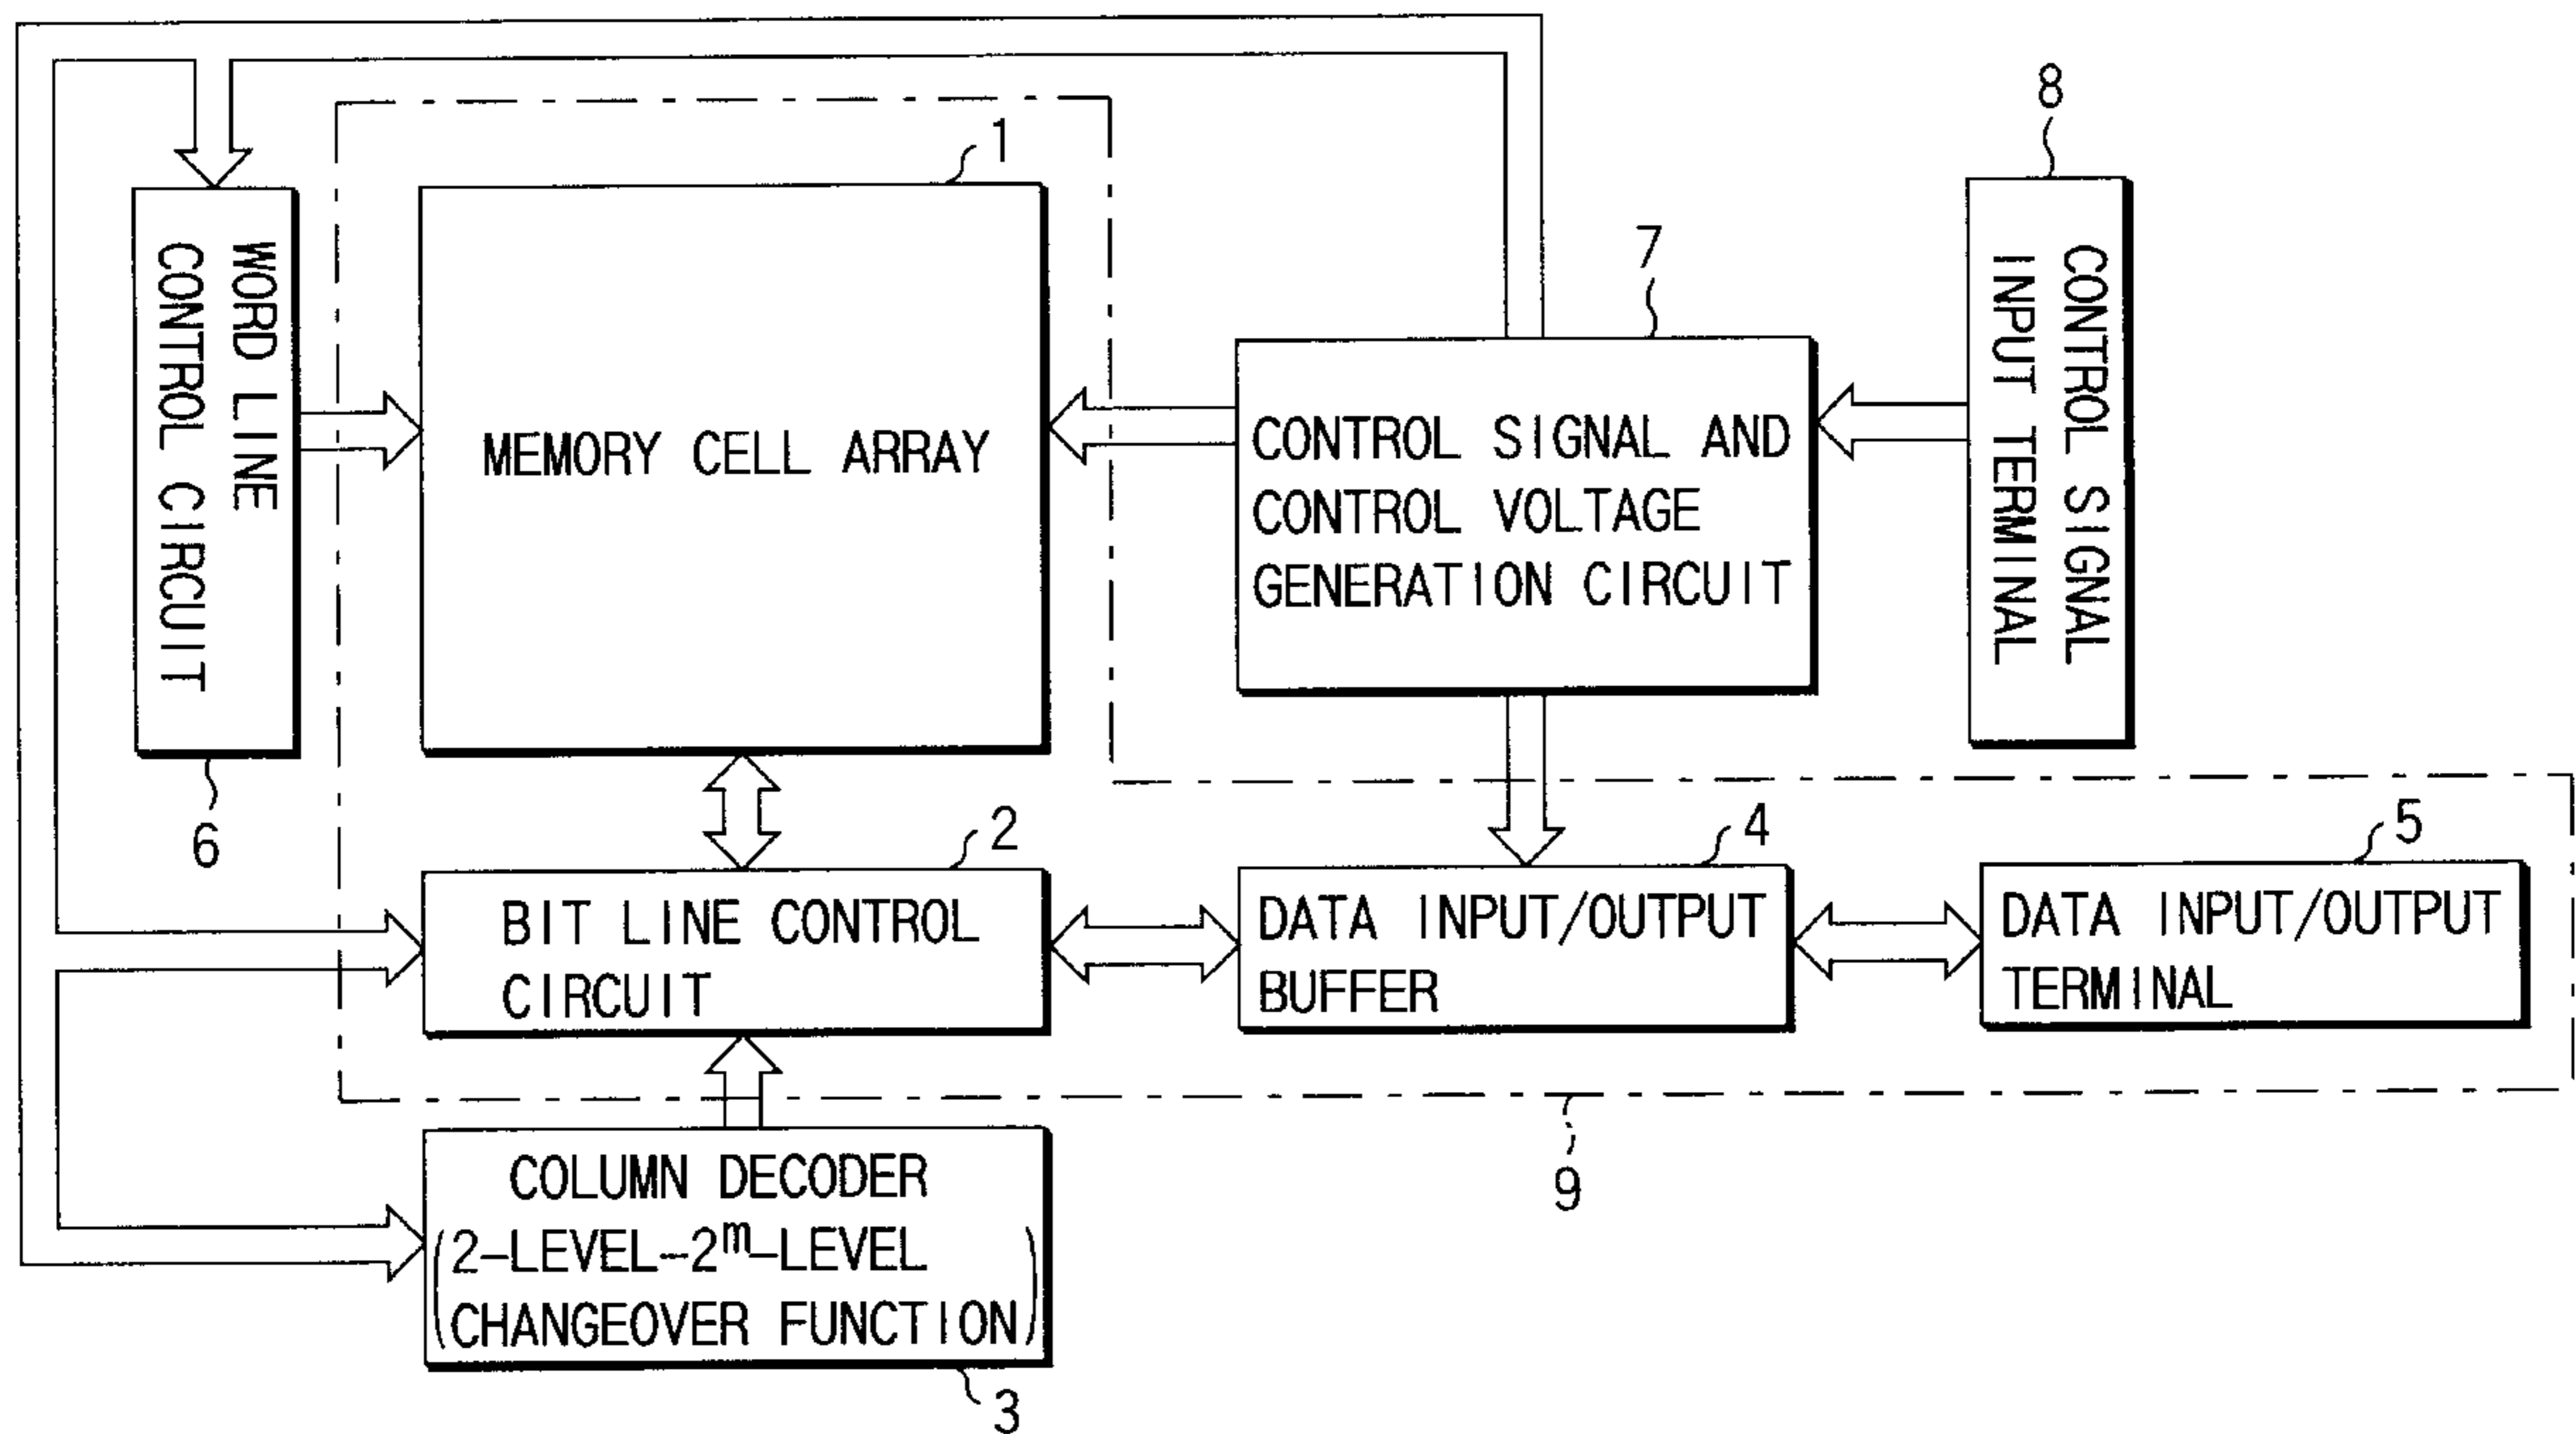 1
MEMORY CELL ARRAY
WORD LINE
CONTROL CIRCUIT
6
7
CONTROL SIGNAL AND
CONTROL VOLTAGE
GENERATION CIRCUIT
8
CONTROL SIGNAL
INPUT TERMINAL
2
BIT LINE CONTROL
CIRCUIT
4
DATA INPUT/OUTPUT
BUFFER
5
DATA INPUT/OUTPUT
TERMINAL
9
COLUMN DECODER
(2-LEVEL-2ᵐ-LEVEL
CHANGEOVER FUNCTION)
3